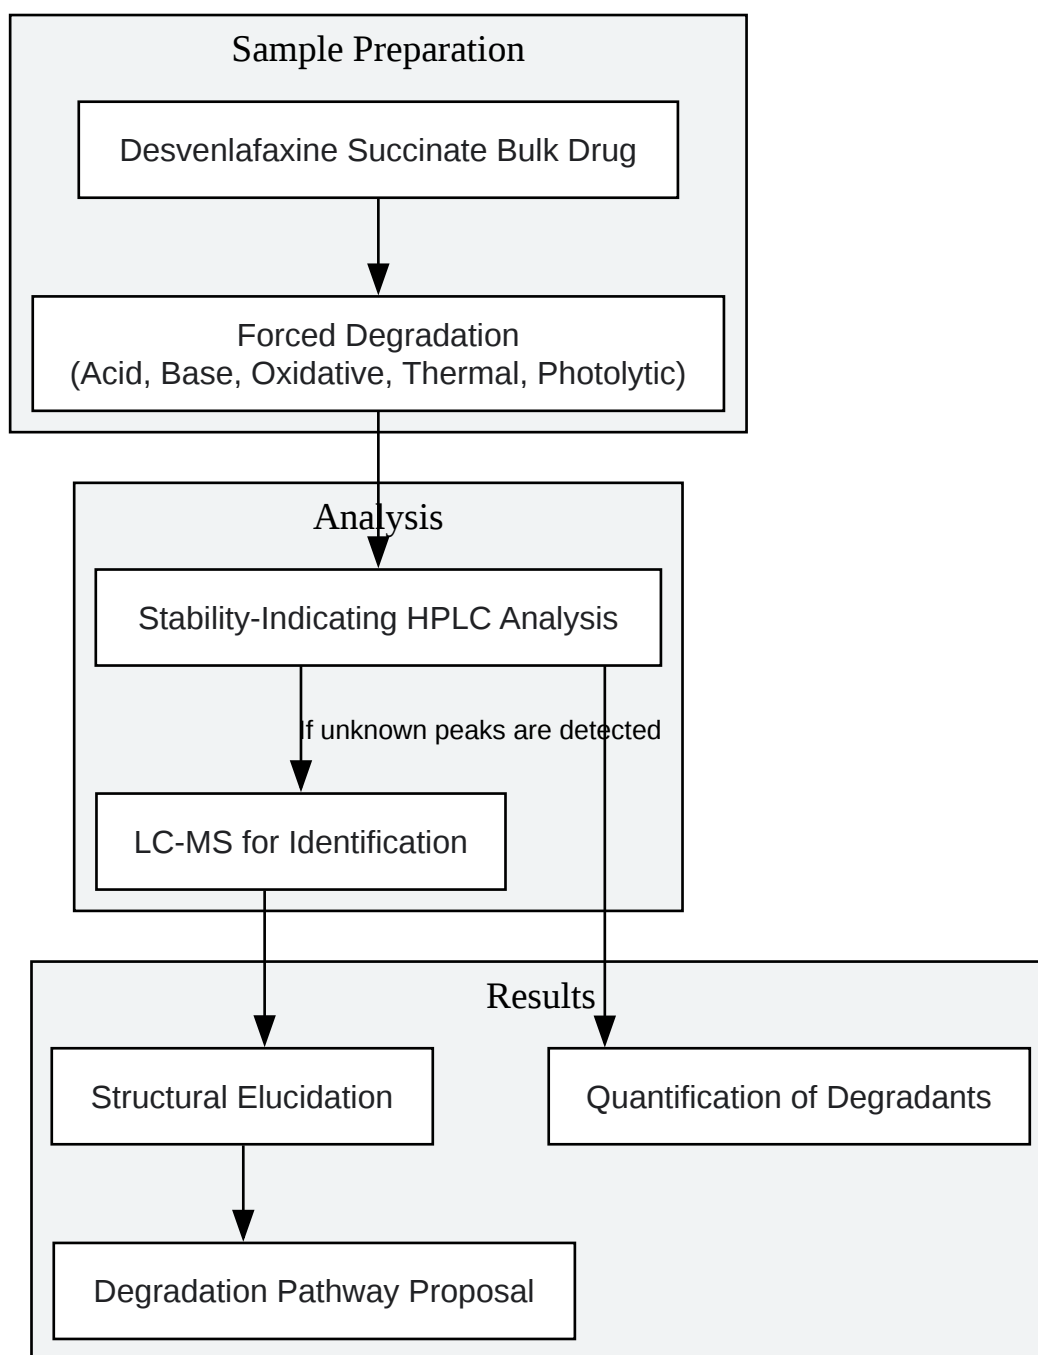 Sample Preparation
Desvenlafaxine Succinate Bulk Drug
Forced Degradation
(Acid, Base, Oxidative, Thermal, Photolytic)
Analysis
Stability-Indicating HPLC Analysis
If unknown peaks are detected
LC-MS for Identification
Results
Structural Elucidation
Quantification of Degradants
Degradation Pathway Proposal